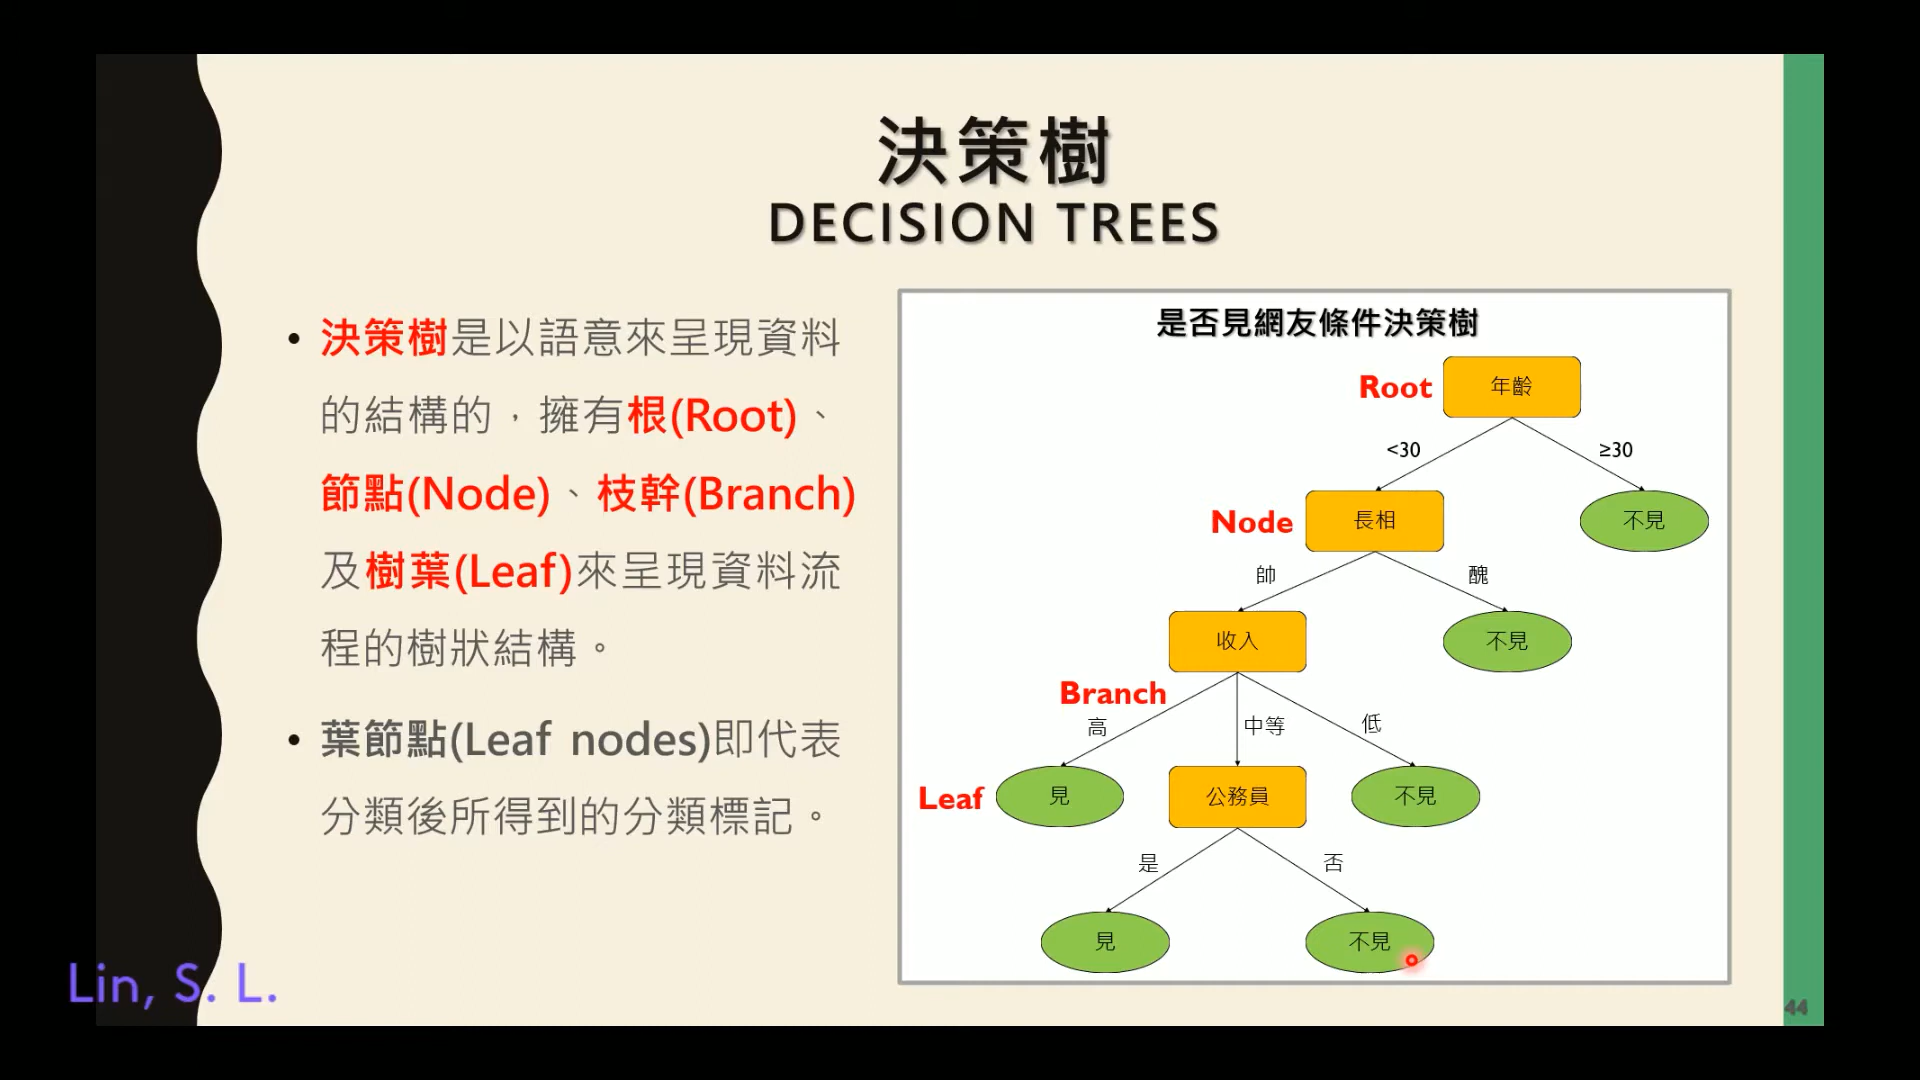 決策樹
DECISION TREES
• 決策樹是以語意來呈現資料
的結構的，擁有根(Root)、
節點(Node)、枝幹(Branch)
及樹葉(Leaf)來呈現資料流
程的樹狀結構。
• 葉節點(Leaf nodes)即代表
分類後所得到的分類標記。
是否見網友條件決策樹
Root 年齡
<30 ≥30
Node 長相 不見
帥 醜
收入 不見
Branch
高 中等 低
Leaf 見 公務員 不見
是 否
見 不見
Lin, S. L.
44